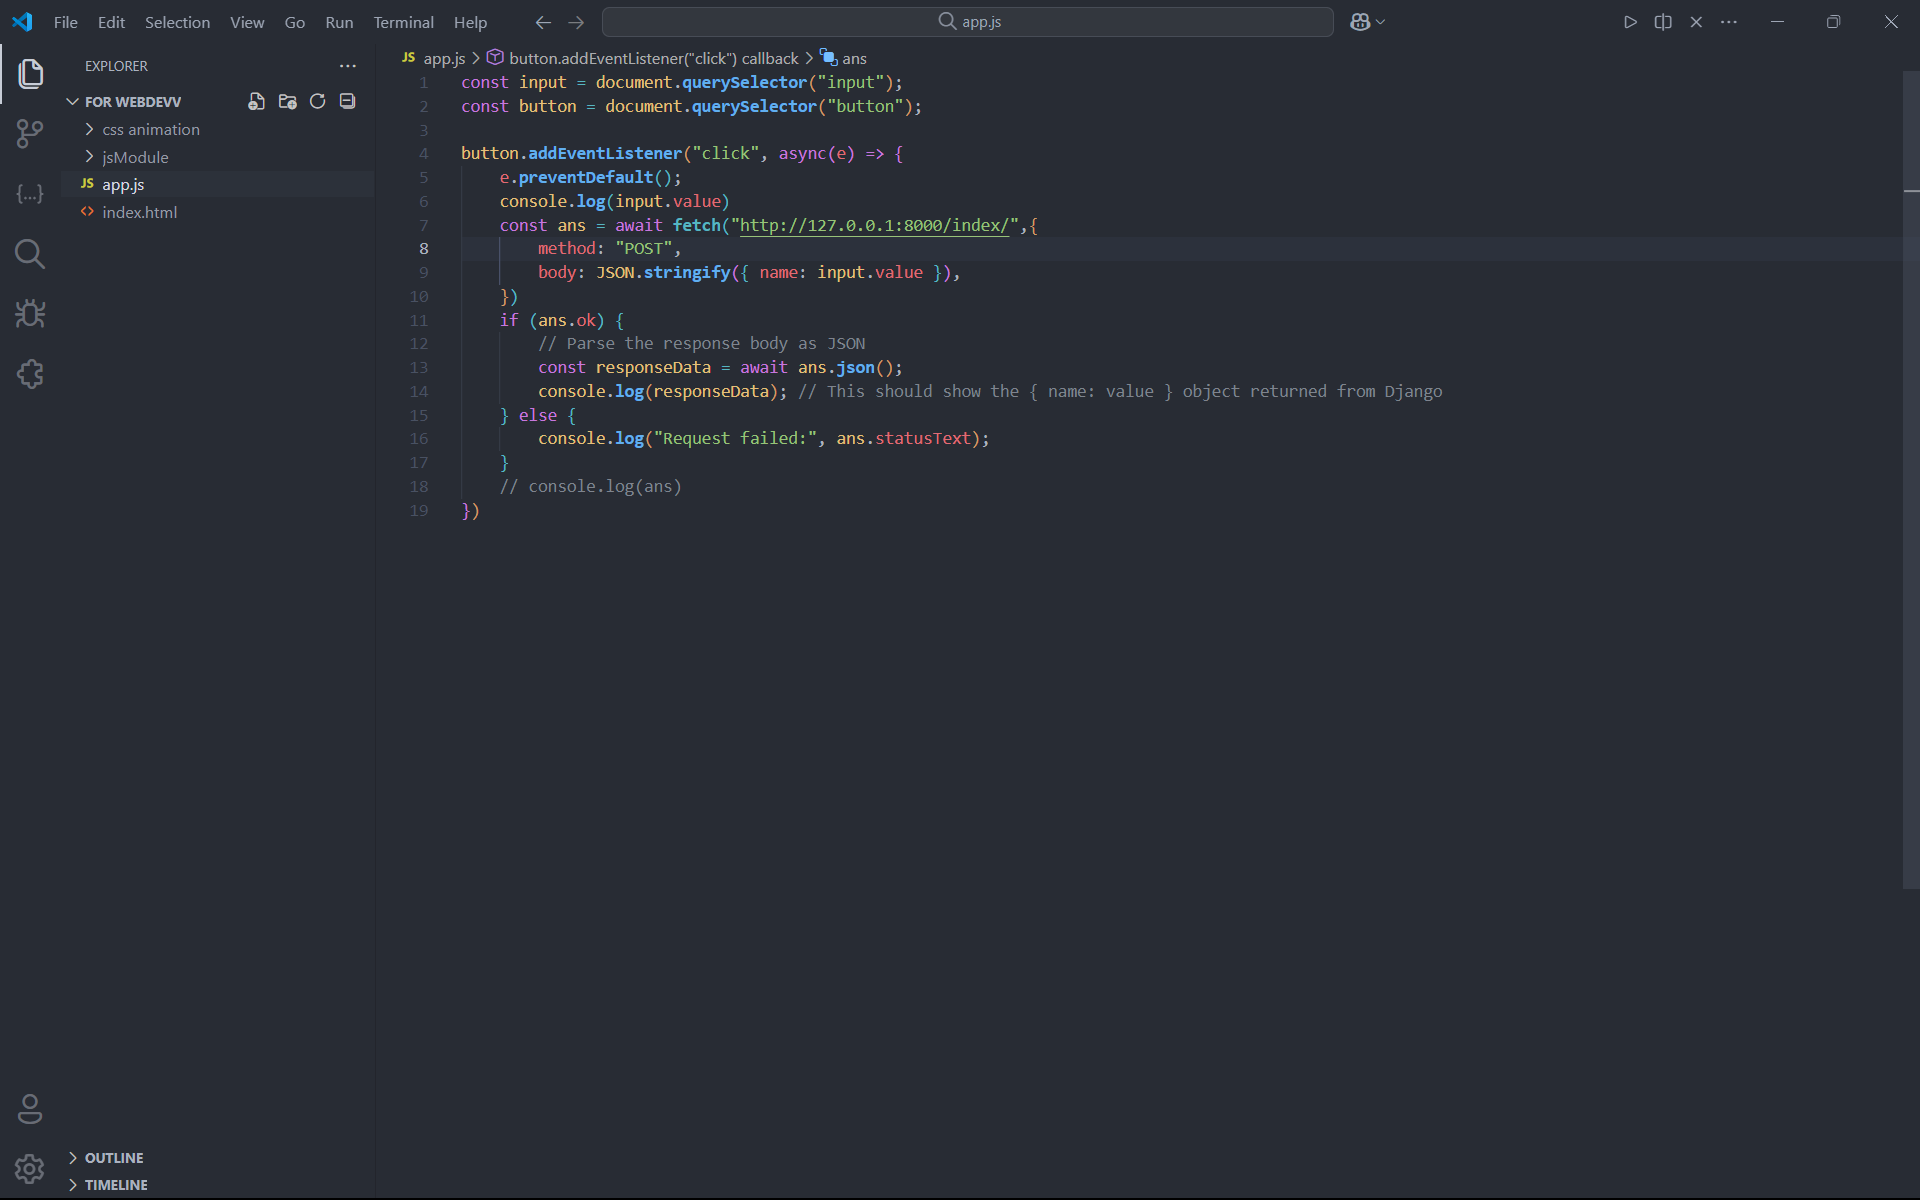 File Edit Selection View Go Run Terminal Help
app.js
EXPLORER
FOR WEBDEVV
css animation
jsModule
JS app.js
index.html
OUTLINE
TIMELINE
JS app.js > button.addEventListener("click") callback > ans
1 const input = document.querySelector("input");
2 const button = document.querySelector("button");
3
4 button.addEventListener("click", async(e) => {
5 e.preventDefault();
6 console.log(input.value)
7 const ans = await fetch("http://127.0.0.1:8000/index/",{
8 method: "POST",
9 body: JSON.stringify({ name: input.value }),
10 })
11 if (ans.ok) {
12 // Parse the response body as JSON
13 const responseData = await ans.json();
14 console.log(responseData); // This should show the { name: value } object returned from Django
15 } else {
16 console.log("Request failed:", ans.statusText);
17 }
18 // console.log(ans)
19 })